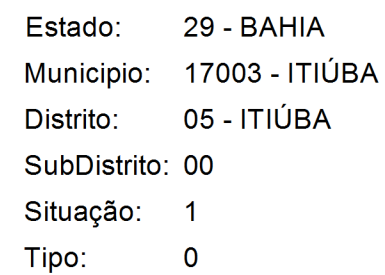 Estado: 29 - BAHIA
Municipio: 17003 - ITIÚBA
Distrito: 05 - ITIÚBA
SubDistrito: 00
Situação: 1
Tipo: 0